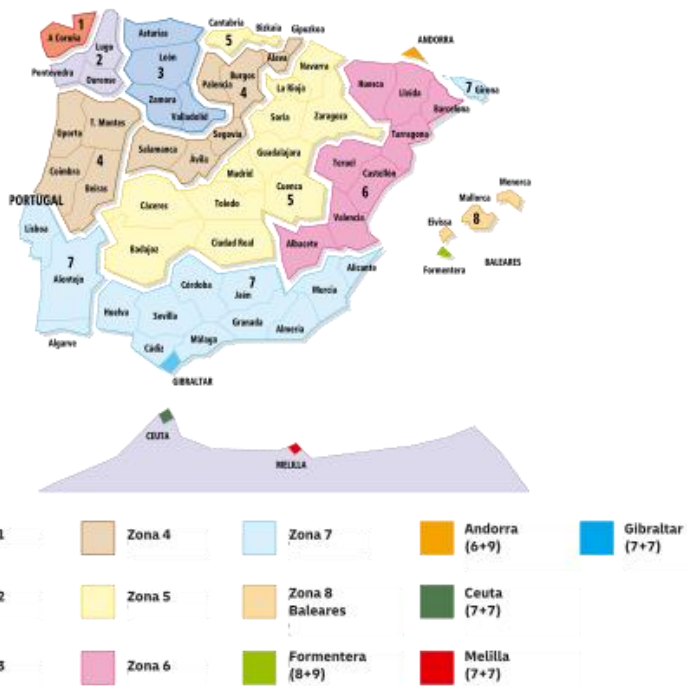 Cantabria
Bizkaia
Gipuzkoa
1
A Coruña
Asturias
5
ANDORRA
Lugo
2
León
Alava
Navarra
Pontevedra
3
Burgos
Ourense
Palencia
4
La Rioja
Huesca
Lleida
7
Girona
Zamora
Barcelona
Valladolid
Soria
Zaragoza
T. Montes
Segovia
Tarragona
Oporto
Salamanca
Avila
Guadalajara
Teruel
4
Madrid
Castellón
Coimbra
Beiras
Cuenca
6
Menorca
PORTUGAL
Cáceres
Toledo
5
Mallorca
Valencia
8
Lisboa
Eivissa
Badajoz
Ciudad Real
Albacete
7
BALEARES
Alentejo
Alicante
Formentera
Córdoba
7
Jaén
Murcia
Huelva
Sevilla
Granada
Almería
Algarve
Cádiz
Málaga
GIBRALTAR
CEUTA
MELILLA
1
Zona 4
Zona 7
Andorra
(6+9)
Gibraltar
(7+7)
2
Zona 5
Zona 8
Baleares
Ceuta
(7+7)
3
Zona 6
Formentera
(8+9)
Melilla
(7+7)